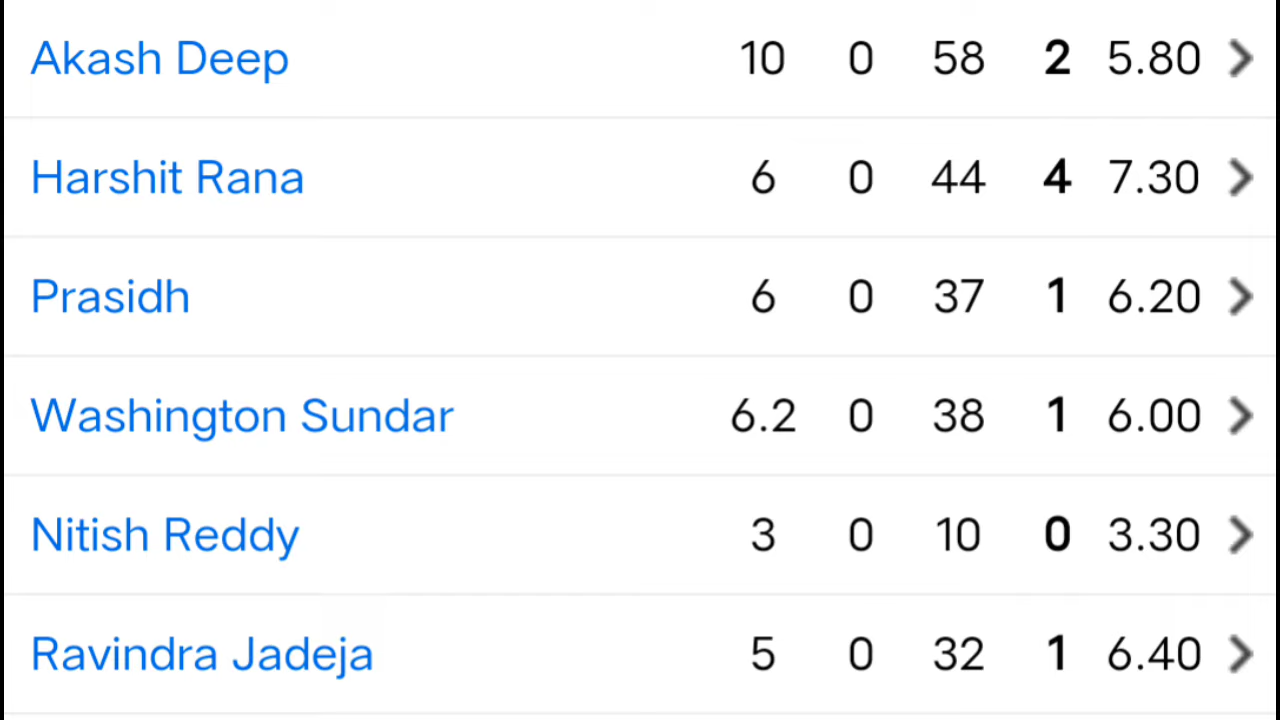 Akash Deep 10 0 58 2 5.80
Harshit Rana 6 0 44 4 7.30
Prasidh 6 0 37 1 6.20
Washington Sundar 6.2 0 38 1 6.00
Nitish Reddy 3 0 10 0 3.30
Ravindra Jadeja 5 0 32 1 6.40